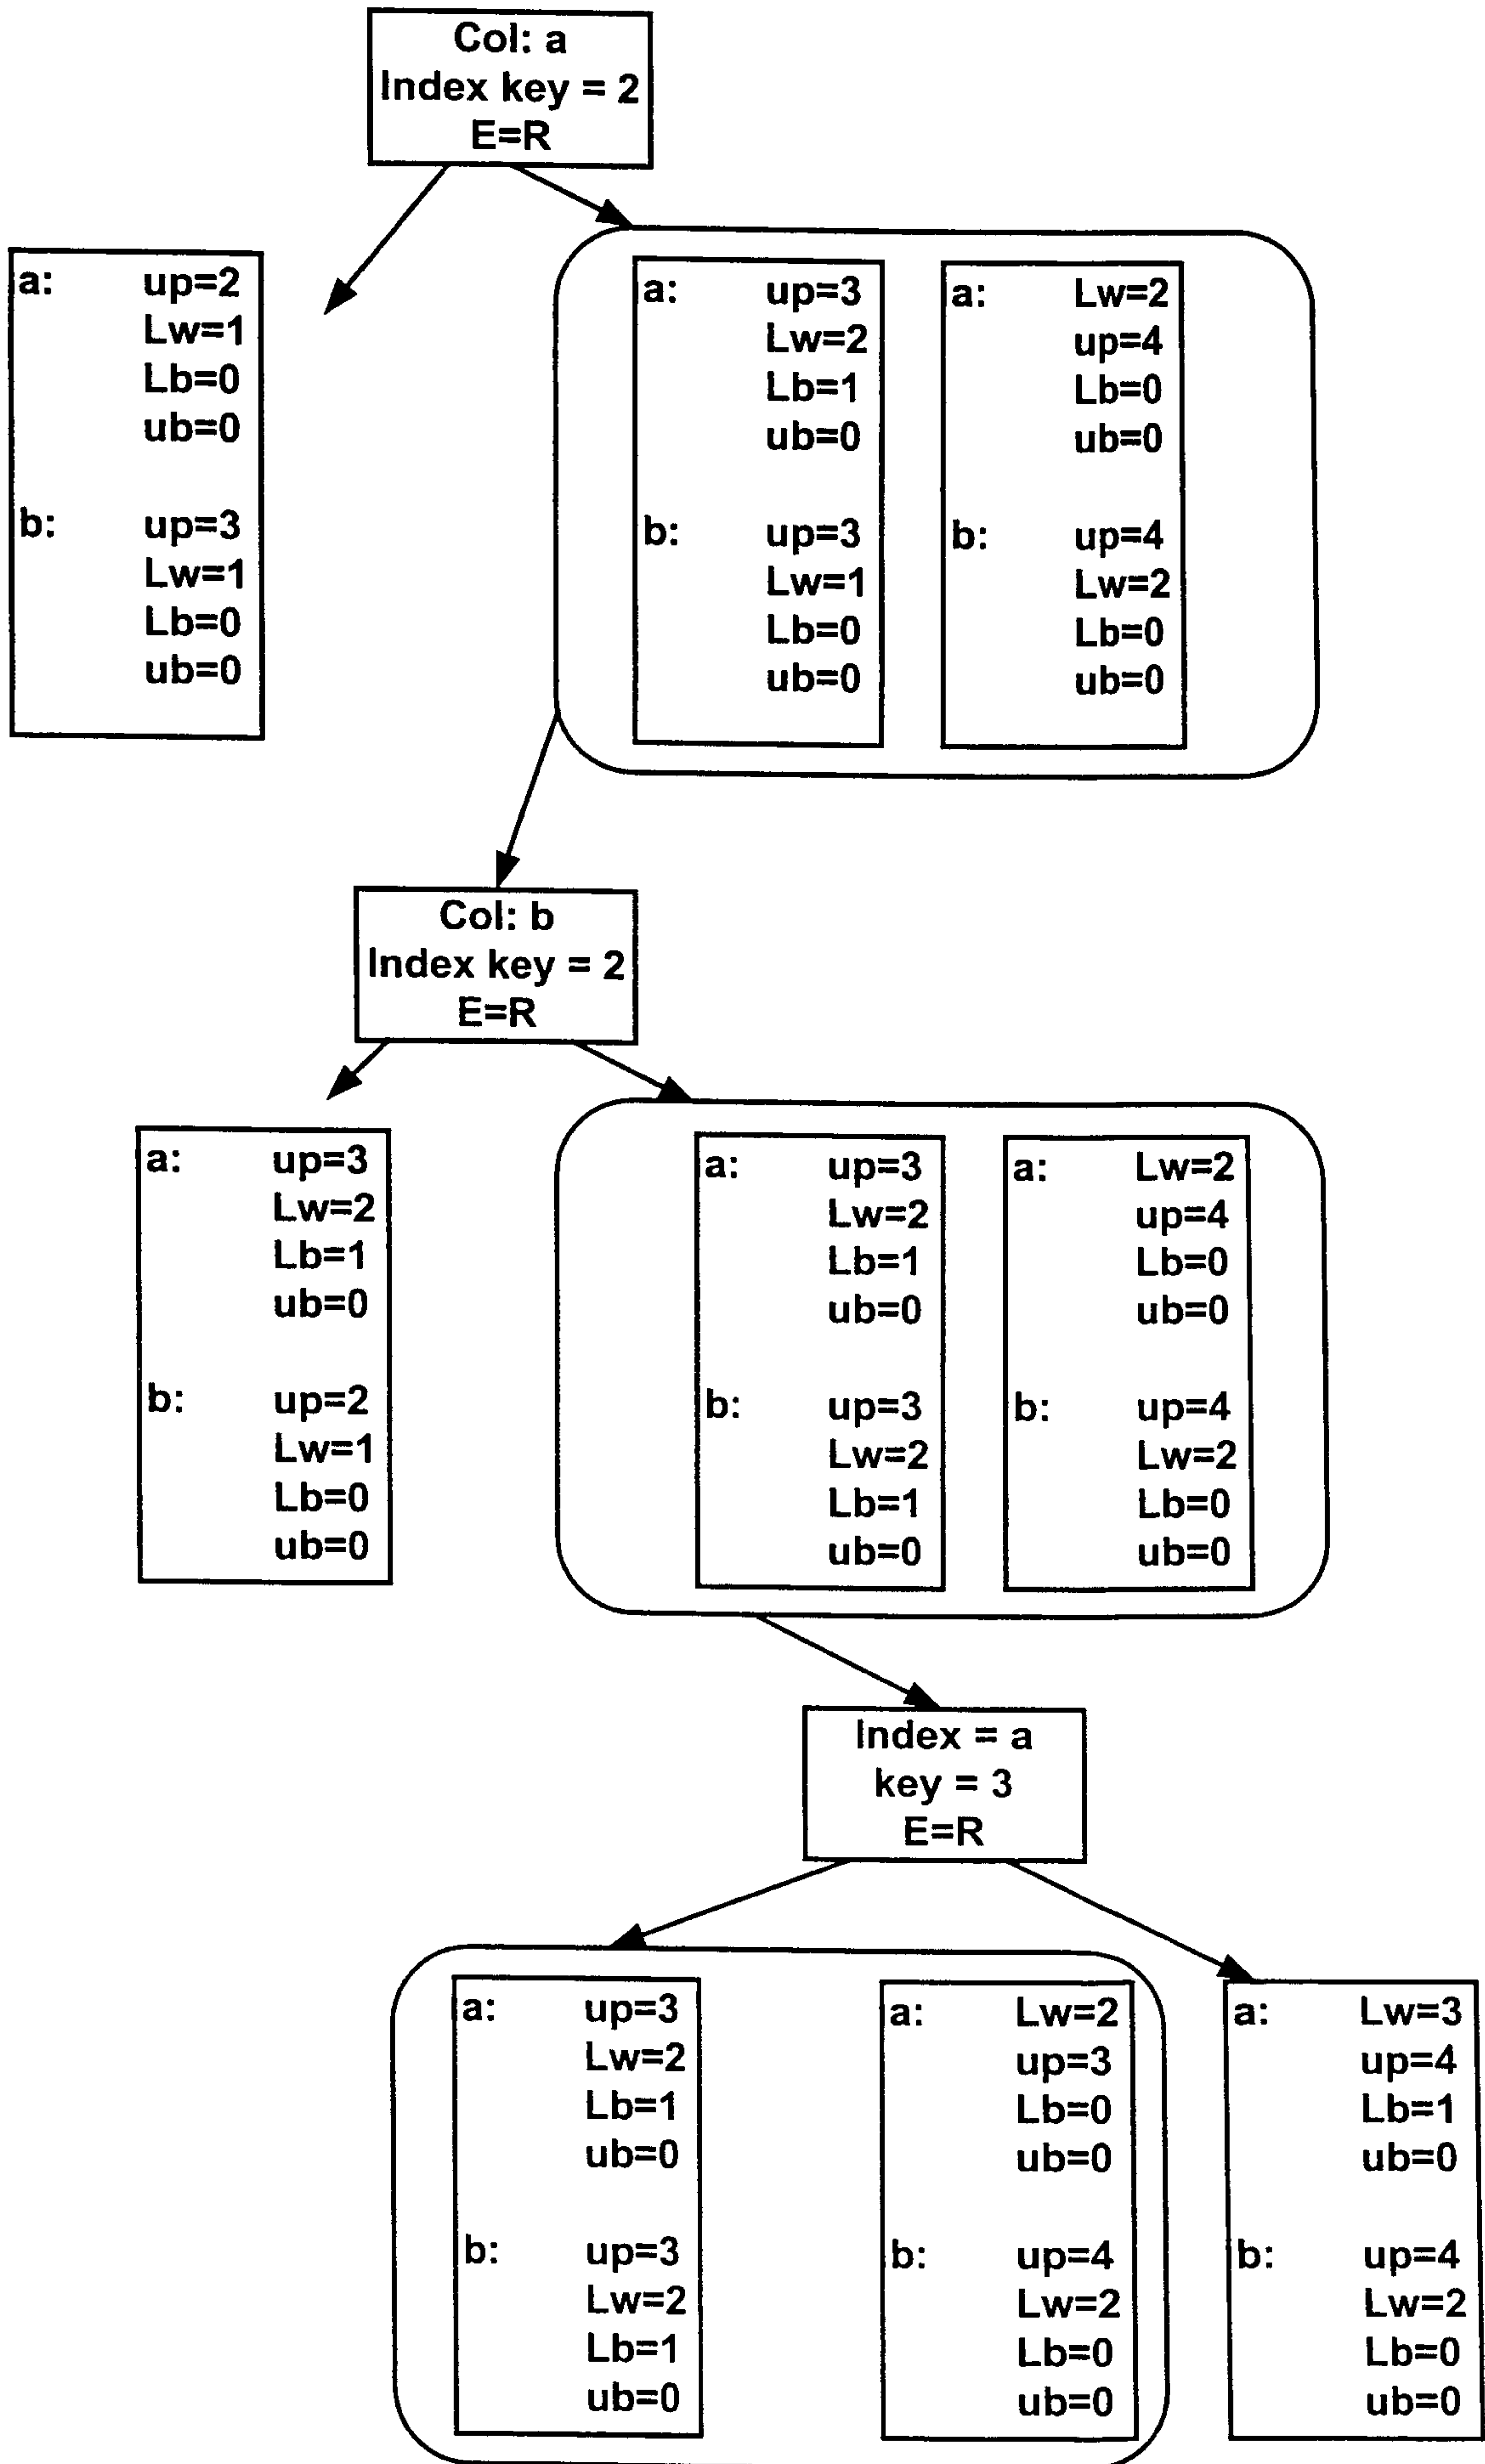 Col: a
Index key = 2
E=R
a: up=2
Lw=1
Lb=0
ub=0
b: up=3
Lw=1
Lb=0
ub=0
a: up=3
Lw=2
Lb=1
ub=0
b: up=3
Lw=1
Lb=0
ub=0
a: Lw=2
up=4
Lb=0
ub=0
b: up=4
Lw=2
Lb=0
ub=0
Col: b
Index key = 2
E=R
a: up=3
Lw=2
Lb=1
ub=0
b: up=2
Lw=1
Lb=0
ub=0
a: up=3
Lw=2
Lb=1
ub=0
b: up=3
Lw=2
Lb=1
ub=0
a: Lw=2
up=4
Lb=0
ub=0
b: up=4
Lw=2
Lb=0
ub=0
Index = a
key = 3
E=R
a: up=3
Lw=2
Lb=1
ub=0
b: up=3
Lw=2
Lb=1
ub=0
a: Lw=2
up=3
Lb=0
ub=0
b: up=4
Lw=2
Lb=0
ub=0
a: Lw=3
up=4
Lb=1
ub=0
b: up=4
Lw=2
Lb=0
ub=0